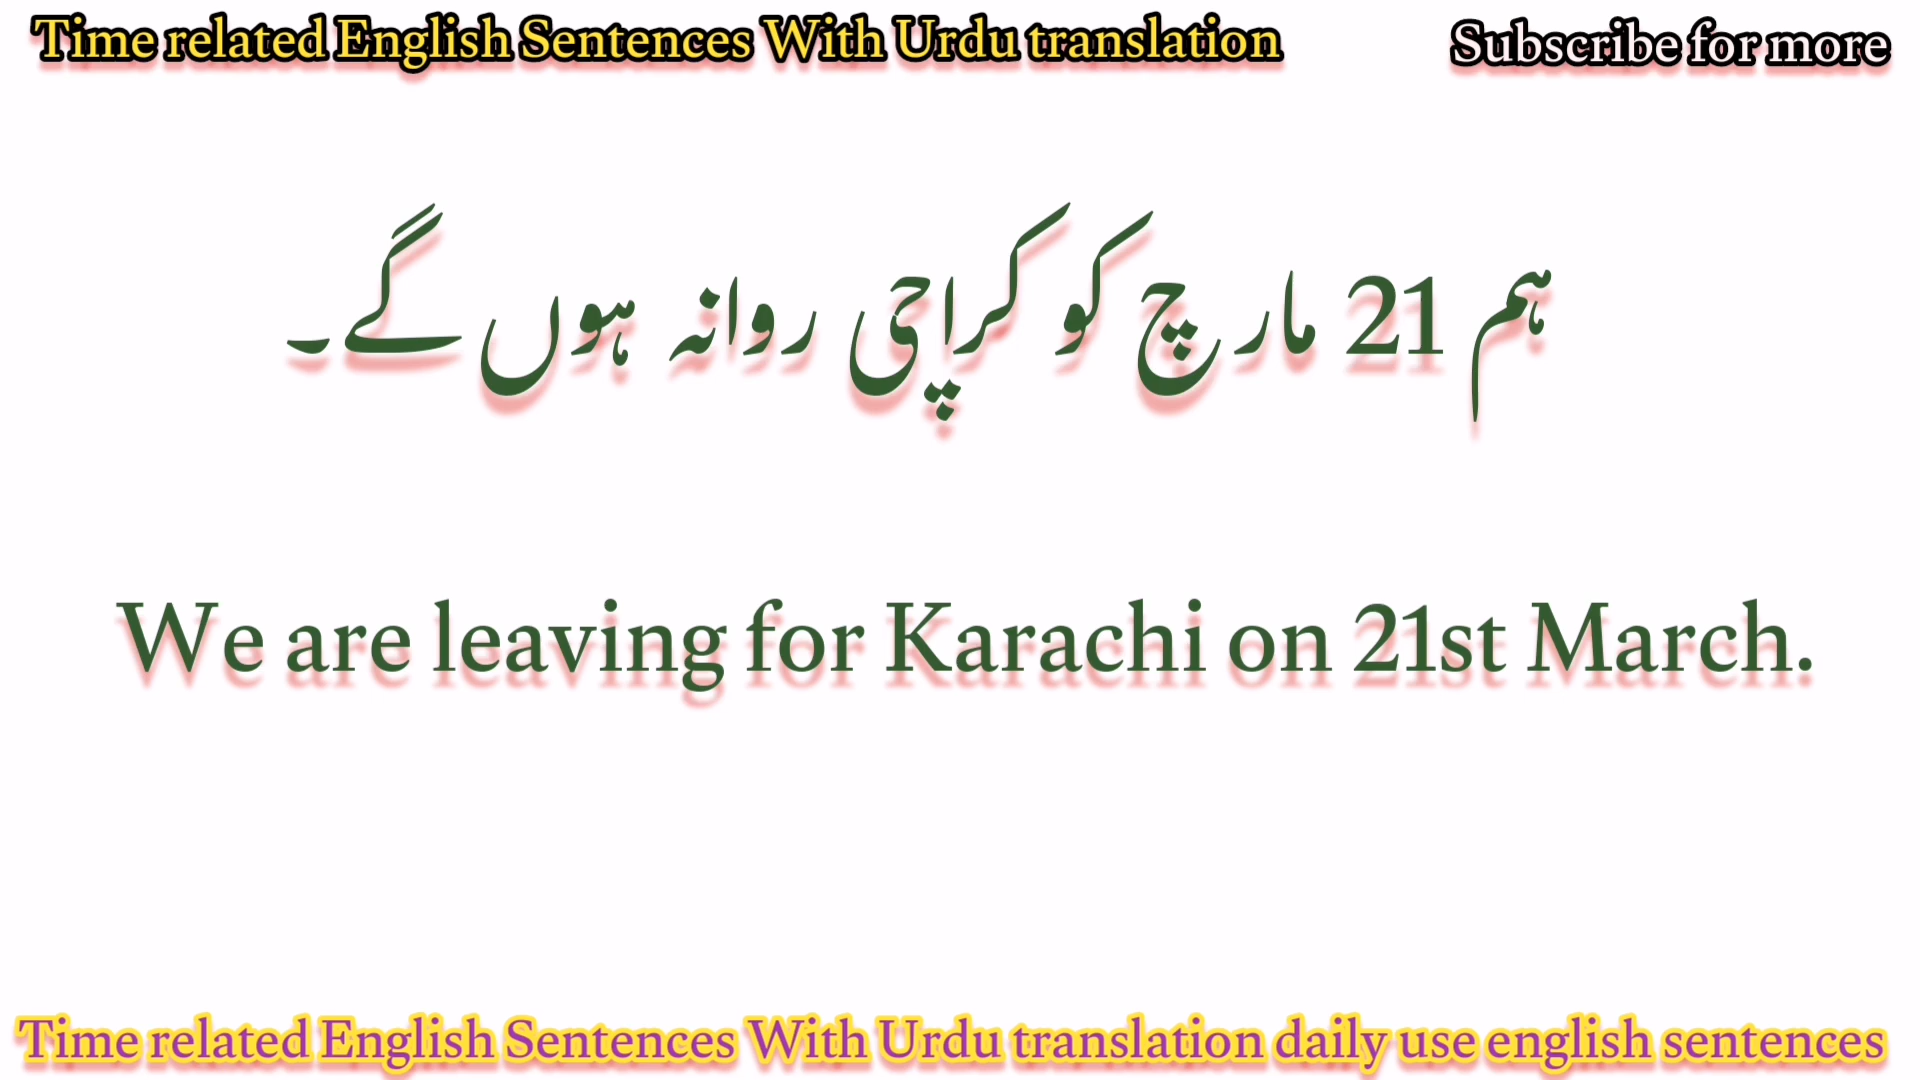 Time related English Sentences With Urdu translation
Subscribe for more
ہم 21 مارچ کو کراچی روانہ ہوں گے۔
We are leaving for Karachi on 21st March.
Time related English Sentences With Urdu translation daily use english sentences